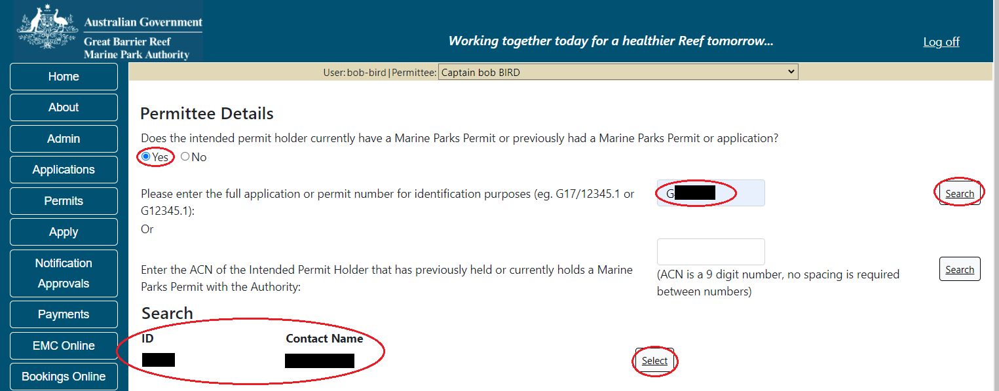 Australian Government
Great Barrier Reef
Marine Park Authority
Working together today for a healthier Reef tomorrow...
Log off
User: bob-bird | Permittee: Captain bob BIRD
Home
About
Admin
Applications
Permits
Apply
Notification
Approvals
Payments
EMC Online
Bookings Online
Permittee Details
Does the intended permit holder currently have a Marine Parks Permit or previously had a Marine Parks Permit or application?
Yes No
Please enter the full application or permit number for identification purposes (eg. G17/12345.1 or
G12345.1):
G
Search
Or
Enter the ACN of the Intended Permit Holder that has previously held or currently holds a Marine
Parks Permit with the Authority:
(ACN is a 9 digit number, no spacing is required
between numbers)
Search
Search
ID Contact Name
Select